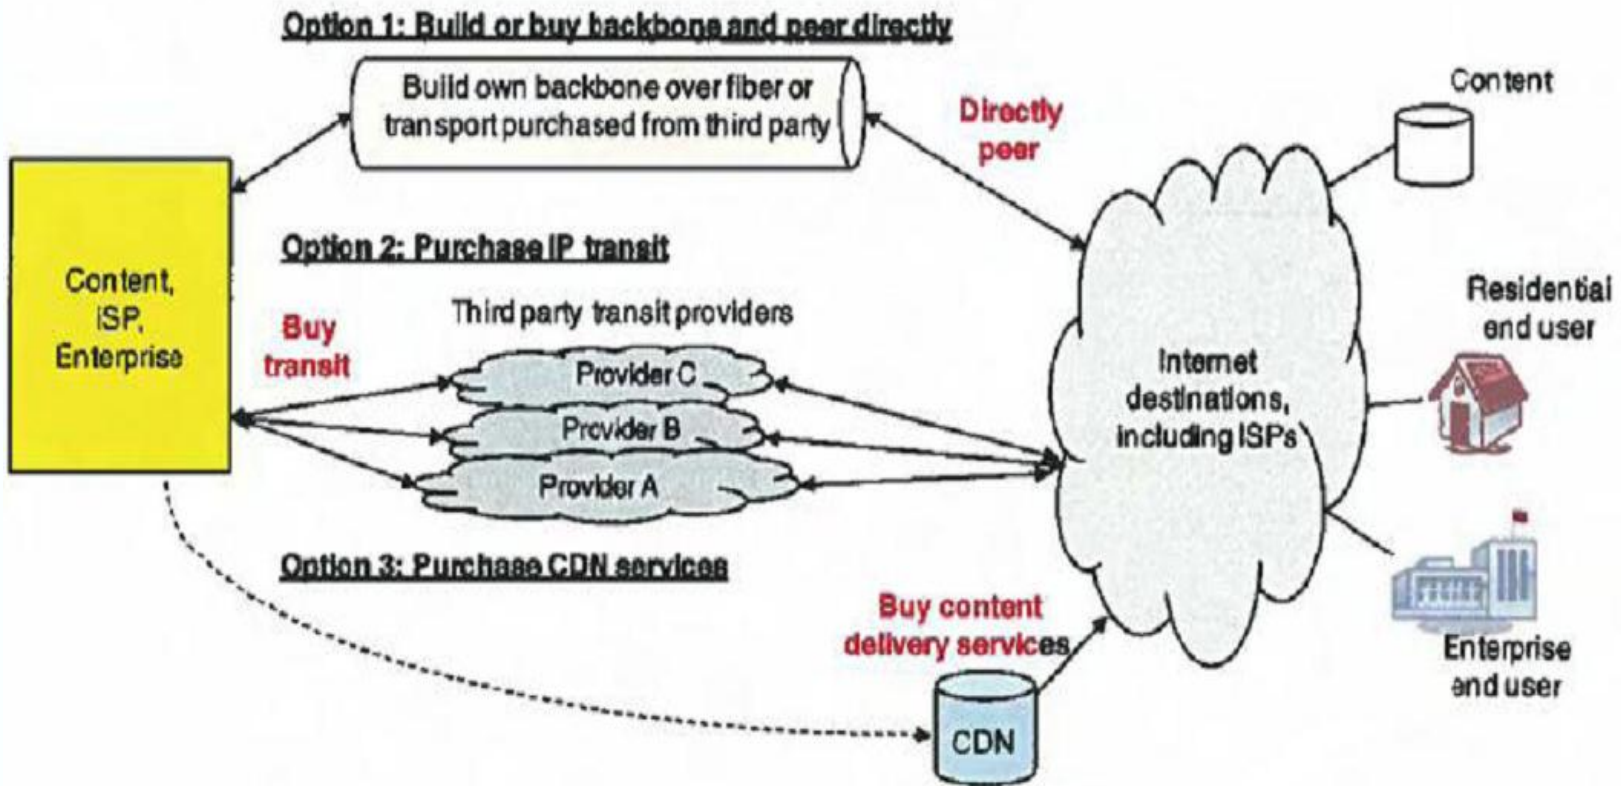 Option 1: Build or buy backbone and peer directly
Build own backbone over fiber or
transport purchased from third party
Directly
peer
Content
Option 2: Purchase IP transit
Content,
ISP,
Enterprise
Buy
transit
Third party transit providers
Provider C
Provider B
Provider A
Internet
destinations,
including ISPs
Residential
end user
Option 3: Purchase CDN services
Buy content
delivery services
CDN
Enterprise
end user